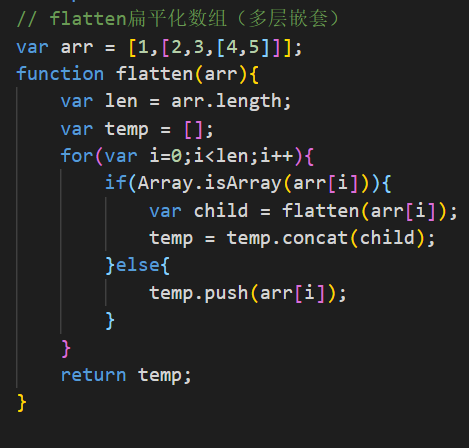 // flatten扁平化数组（多层嵌套）
var arr = [1,[2,3,[4,5]]];
function flatten(arr){
    var len = arr.length;
    var temp = [];
    for(var i=0;i<len;i++){
        if(Array.isArray(arr[i])){
            var child = flatten(arr[i]);
            temp = temp.concat(child);
        }else{
            temp.push(arr[i]);
        }
    }
    return temp;
}